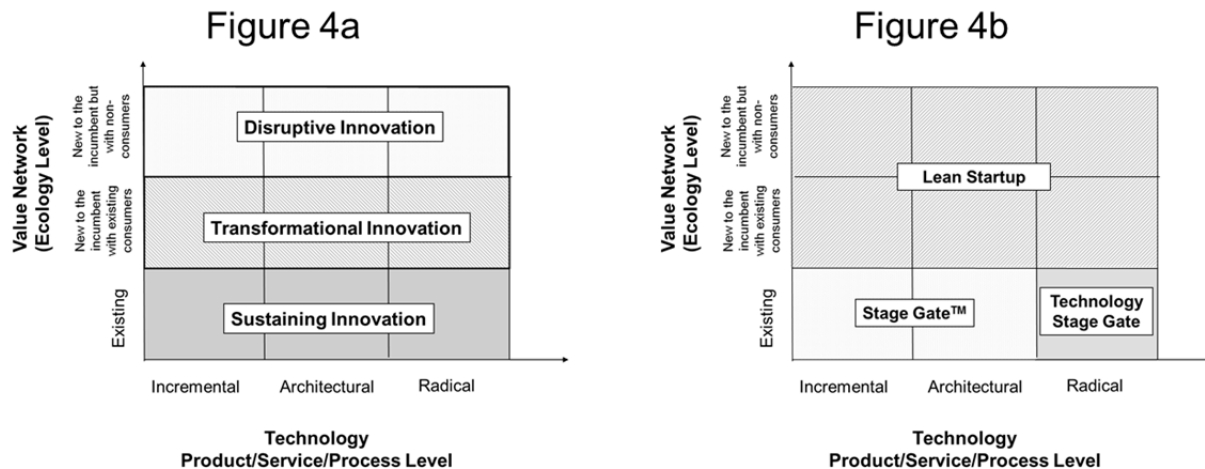 Figure 4a
Value Network
(Ecology Level)
New to the
incumbent but
with non-
consumers
New to the
incumbent
with existing
consumers
Existing
Disruptive Innovation
Transformational Innovation
Sustaining Innovation
Incremental
Architectural
Radical
Technology
Product/Service/Process Level
Figure 4b
Value Network
(Ecology Level)
New to the
incumbent but
with non-
consumers
New to the
incumbent
with existing
consumers
Existing
Lean Startup
Stage Gate™
Technology
Stage Gate
Incremental
Architectural
Radical
Technology
Product/Service/Process Level